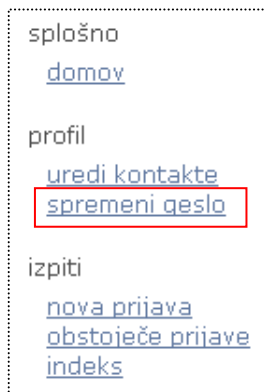 splošno
domov
profil
uredi kontakte
spremeni geslo
izpiti
nova prijava
obstoječe prijave
indeks